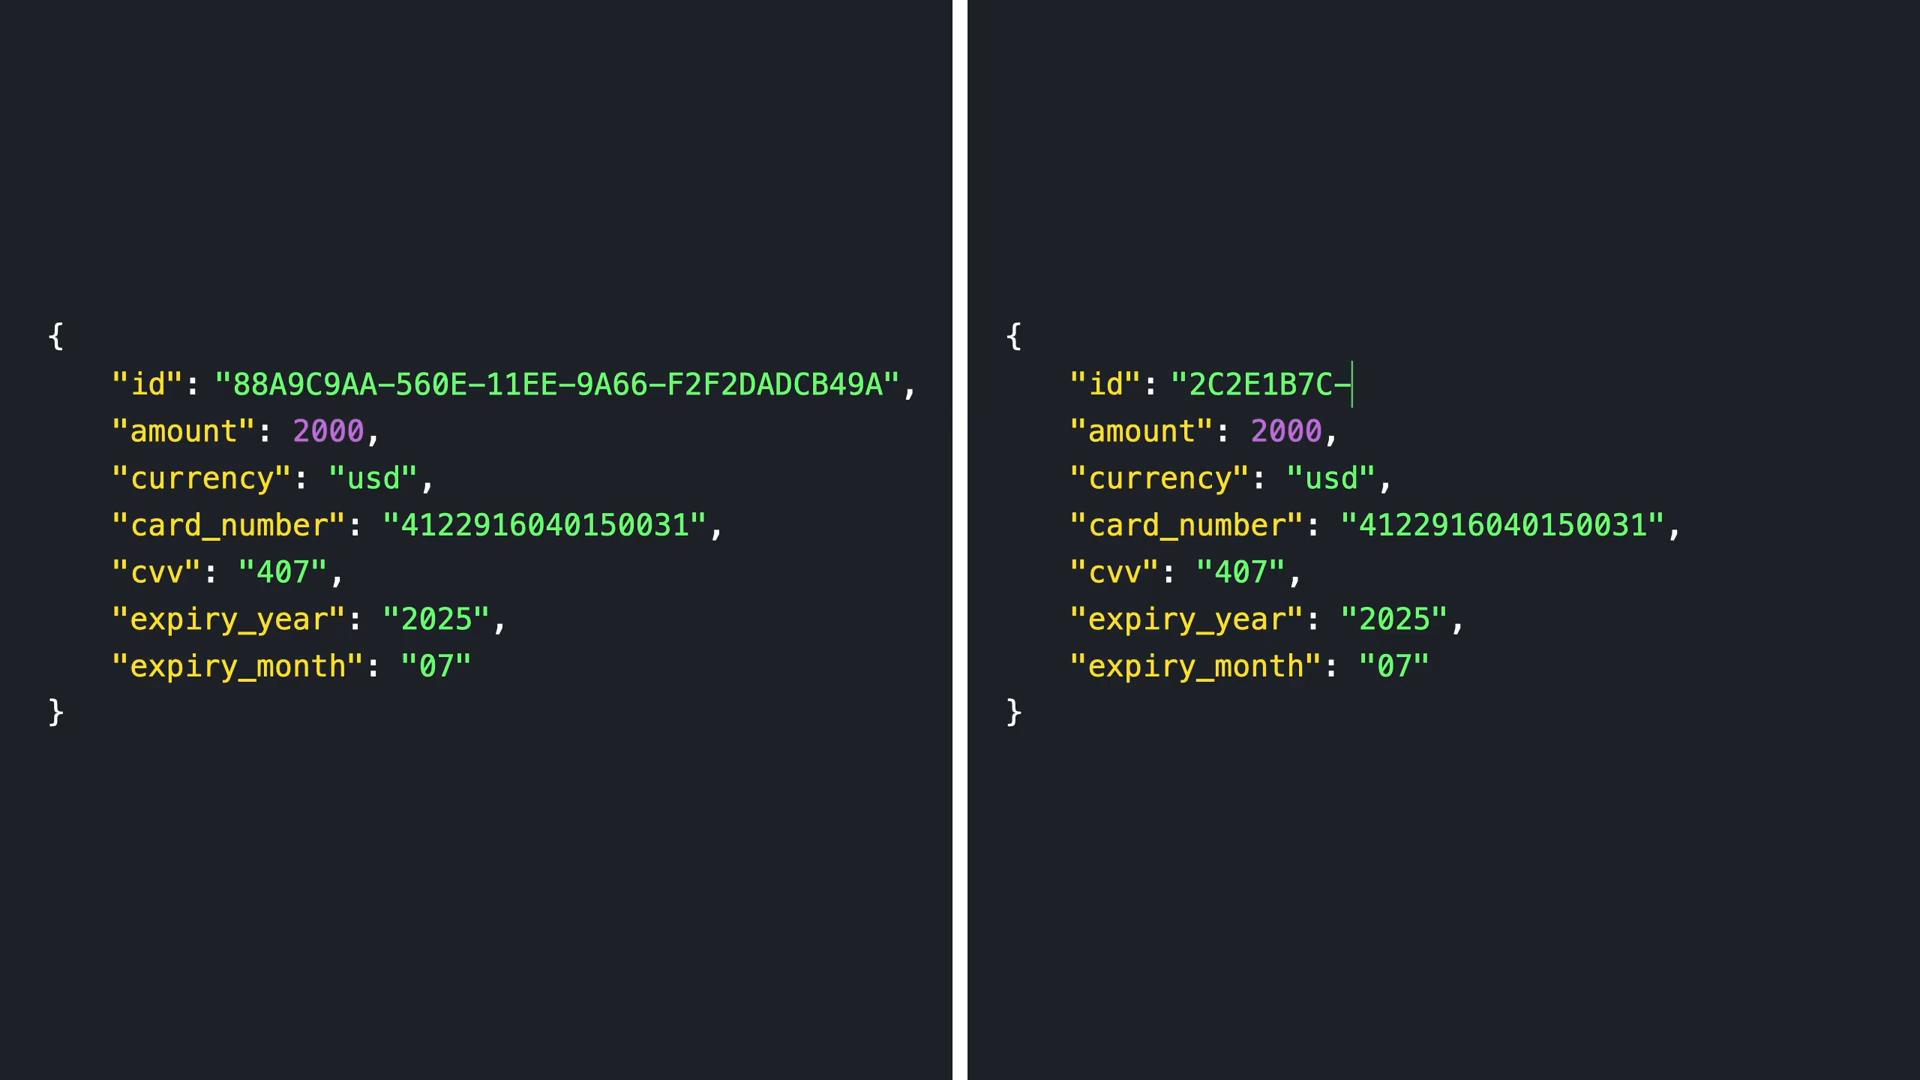 {
"id": "88A9C9AA-560E-11EE-9A66-F2F2DADCB49A",
"amount": 2000,
"currency": "usd",
"card_number": "4122916040150031",
"cvv": "407",
"expiry_year": "2025",
"expiry_month": "07"
}
{
"id": "2C2E1B7C-
"amount": 2000,
"currency": "usd",
"card_number": "4122916040150031",
"cvv": "407",
"expiry_year": "2025",
"expiry_month": "07"
}